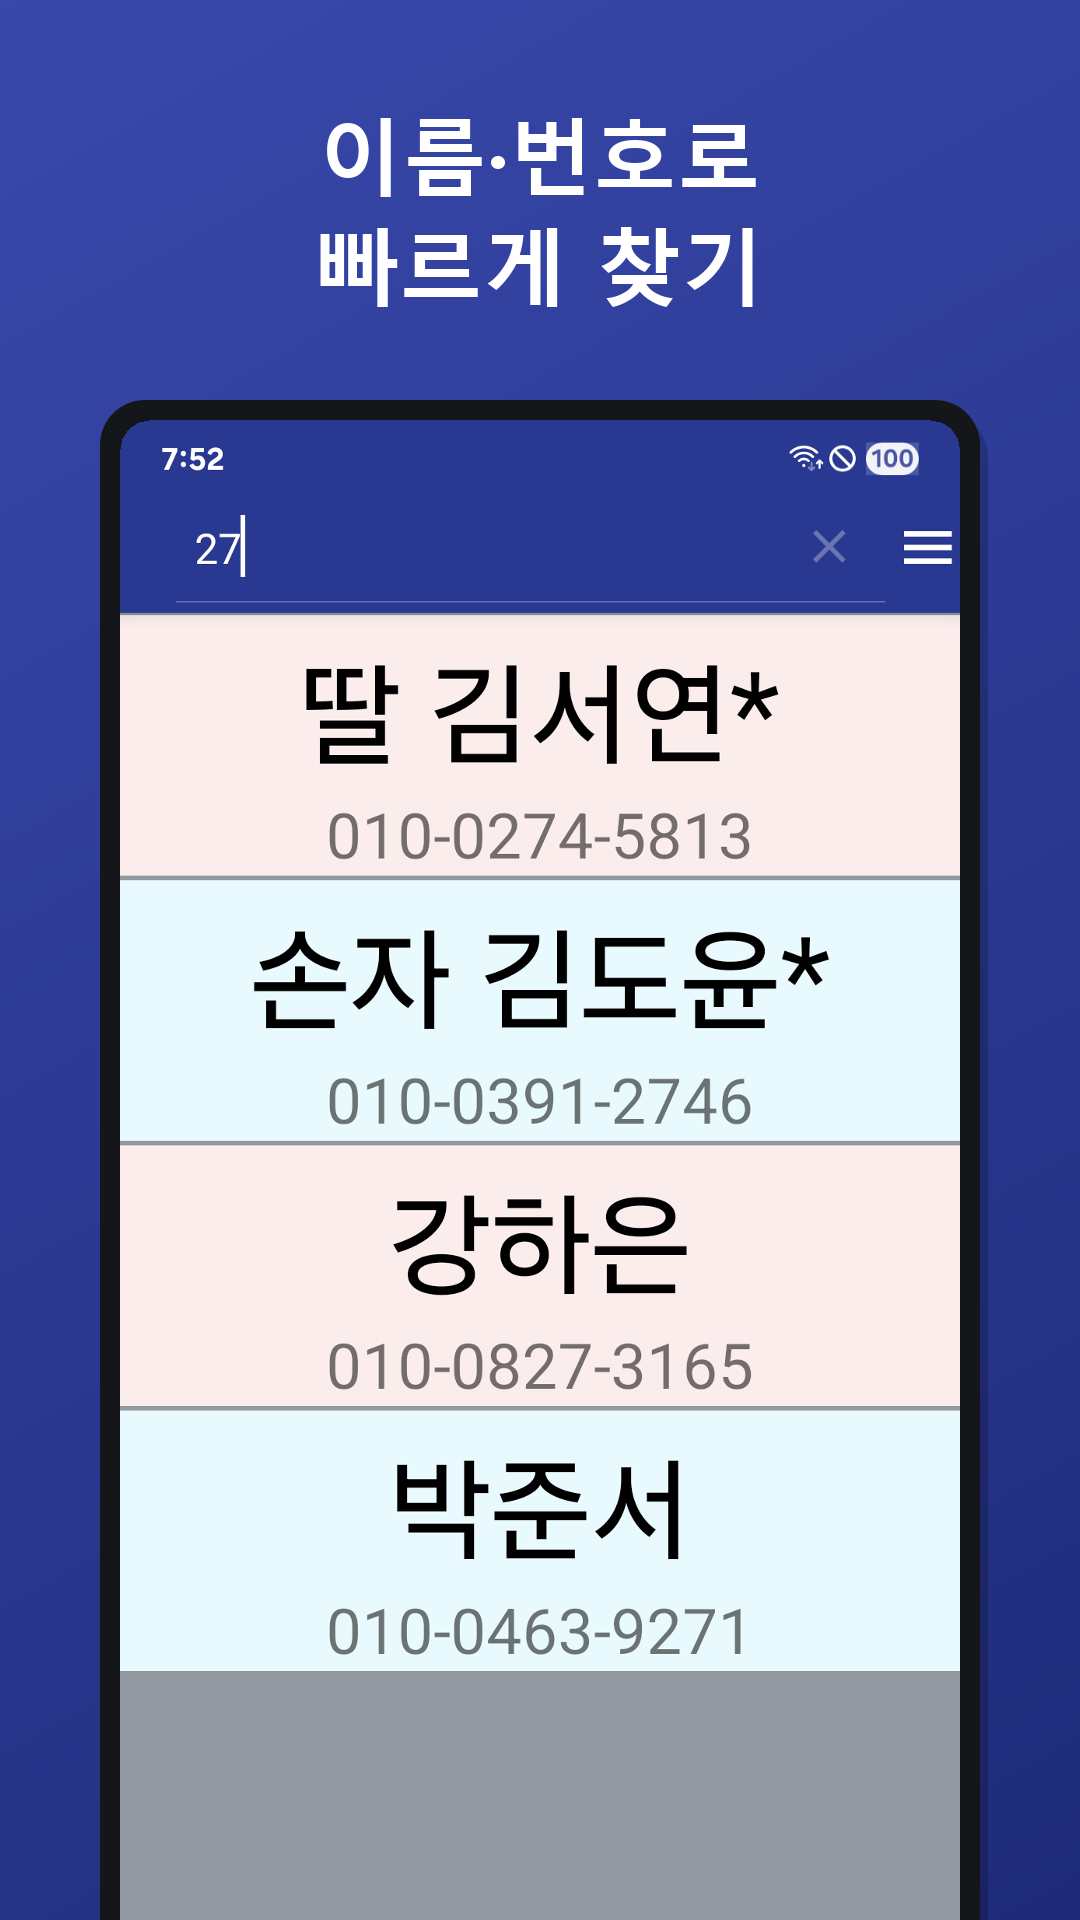 이름·번호로
빠르게 찾기
7:52
100
27
딸 김서연*
010-0274-5813
손자 김도윤*
010-0391-2746
강하은
010-0827-3165
박준서
010-0463-9271